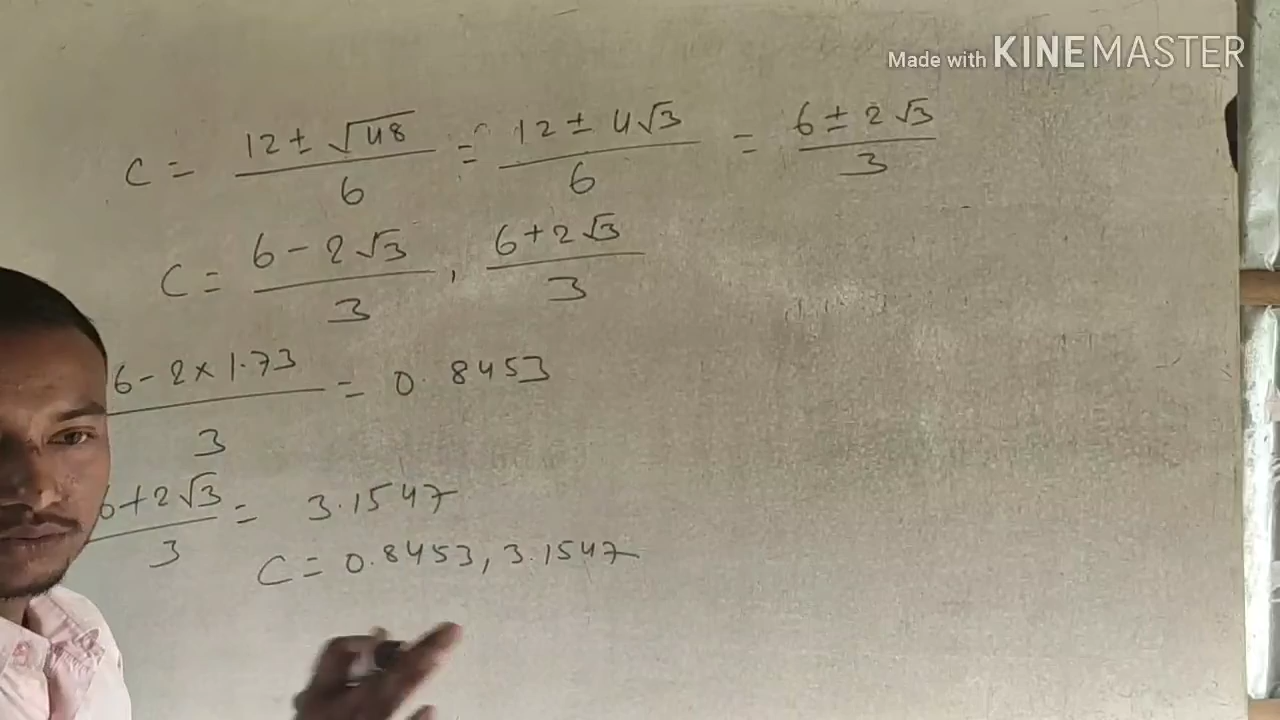 Made with KINEMASTER
C = 12 ± √48 / 6 = 12 ± 4√3 / 6 = 6 ± 2√3 / 3
C = 6 - 2√3 / 3 , 6 + 2√3 / 3
6 - 2 × 1.73 / 3 = 0.8453
6 + 2√3 / 3 = 3.1547
C = 0.8453, 3.1547